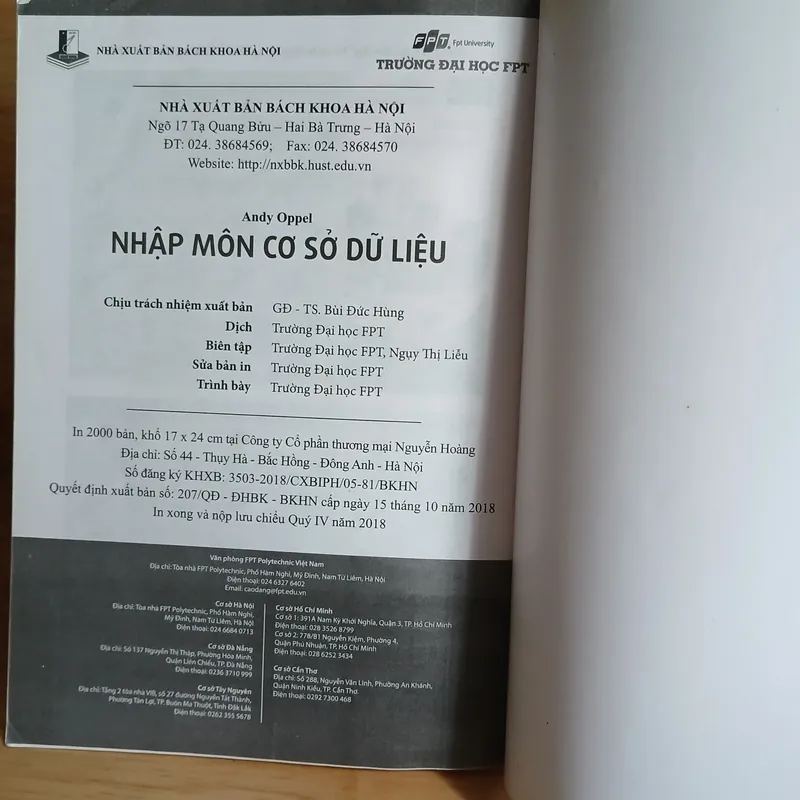 NHÀ XUẤT BẢN BÁCH KHOA HÀ NỘI
FPT. Fpt University
TRƯỜNG ĐẠI HỌC FPT
NHÀ XUẤT BẢN BÁCH KHOA HÀ NỘI
Ngõ 17 Tạ Quang Bửu – Hai Bà Trưng – Hà Nội
ĐT: 024. 38684569; Fax: 024. 38684570
Website: http://nxbbk.hust.edu.vn
Andy Oppel
NHẬP MÔN CƠ SỞ DỮ LIỆU
Chịu trách nhiệm xuất bản GĐ - TS. Bùi Đức Hùng
Dịch Trường Đại học FPT
Biên tập Trường Đại học FPT, Ngụy Thị Liễu
Sửa bản in Trường Đại học FPT
Trình bày Trường Đại học FPT
In 2000 bản, khổ 17 x 24 cm tại Công ty Cổ phần thương mại Nguyễn Hoàng
Địa chỉ: Số 44 - Thụy Hà - Bắc Hồng - Đông Anh - Hà Nội
Số đăng ký KHXB: 3503-2018/CXBIPH/05-81/BKHN
Quyết định xuất bản số: 207/QĐ - ĐHBK - BKHN cấp ngày 15 tháng 10 năm 2018
In xong và nộp lưu chiểu Quý IV năm 2018
Văn phòng FPT Polytechnic Việt Nam
Địa chỉ: Tòa nhà FPT Polytechnic, Phố Hàm Nghi, Mỹ Đình, Nam Từ Liêm, Hà Nội
Điện thoại: 024 6327 6402
Email: caodang@fpt.edu.vn
Cơ sở Hà Nội
Địa chỉ: Tòa nhà FPT Polytechnic, Phố Hàm Nghi,
Mỹ Đình, Nam Từ Liêm, Hà Nội
Điện thoại: 024 6684 0713
Cơ sở Đà Nẵng
Địa chỉ: Số 137 Nguyễn Thị Thập, Phường Hòa Minh,
Quận Liên Chiểu, TP. Đà Nẵng
Điện thoại: 0236 3710 999
Cơ sở Tây Nguyên
Địa chỉ: Tầng 2 tòa nhà VIB, số 27 đường Nguyễn Tất Thành,
Phường Tân Lợi, TP. Buôn Ma Thuột, Tỉnh Đắk Lắk
Điện thoại: 0262 355 5678
Cơ sở Hồ Chí Minh
Cơ sở 1: 391A Nam Kỳ Khởi Nghĩa, Quận 3, TP. Hồ Chí Minh
Điện thoại: 028 3526 8799
Cơ sở 2: 778/B1 Nguyễn Kiệm, Phường 4,
Quận Phú Nhuận, TP. Hồ Chí Minh
Điện thoại: 028 6252 3434
Cơ sở Cần Thơ
Địa chỉ: Số 288, Nguyễn Văn Linh, Phường An Khánh,
Quận Ninh Kiều, TP. Cần Thơ.
Điện thoại: 0292 7300 468